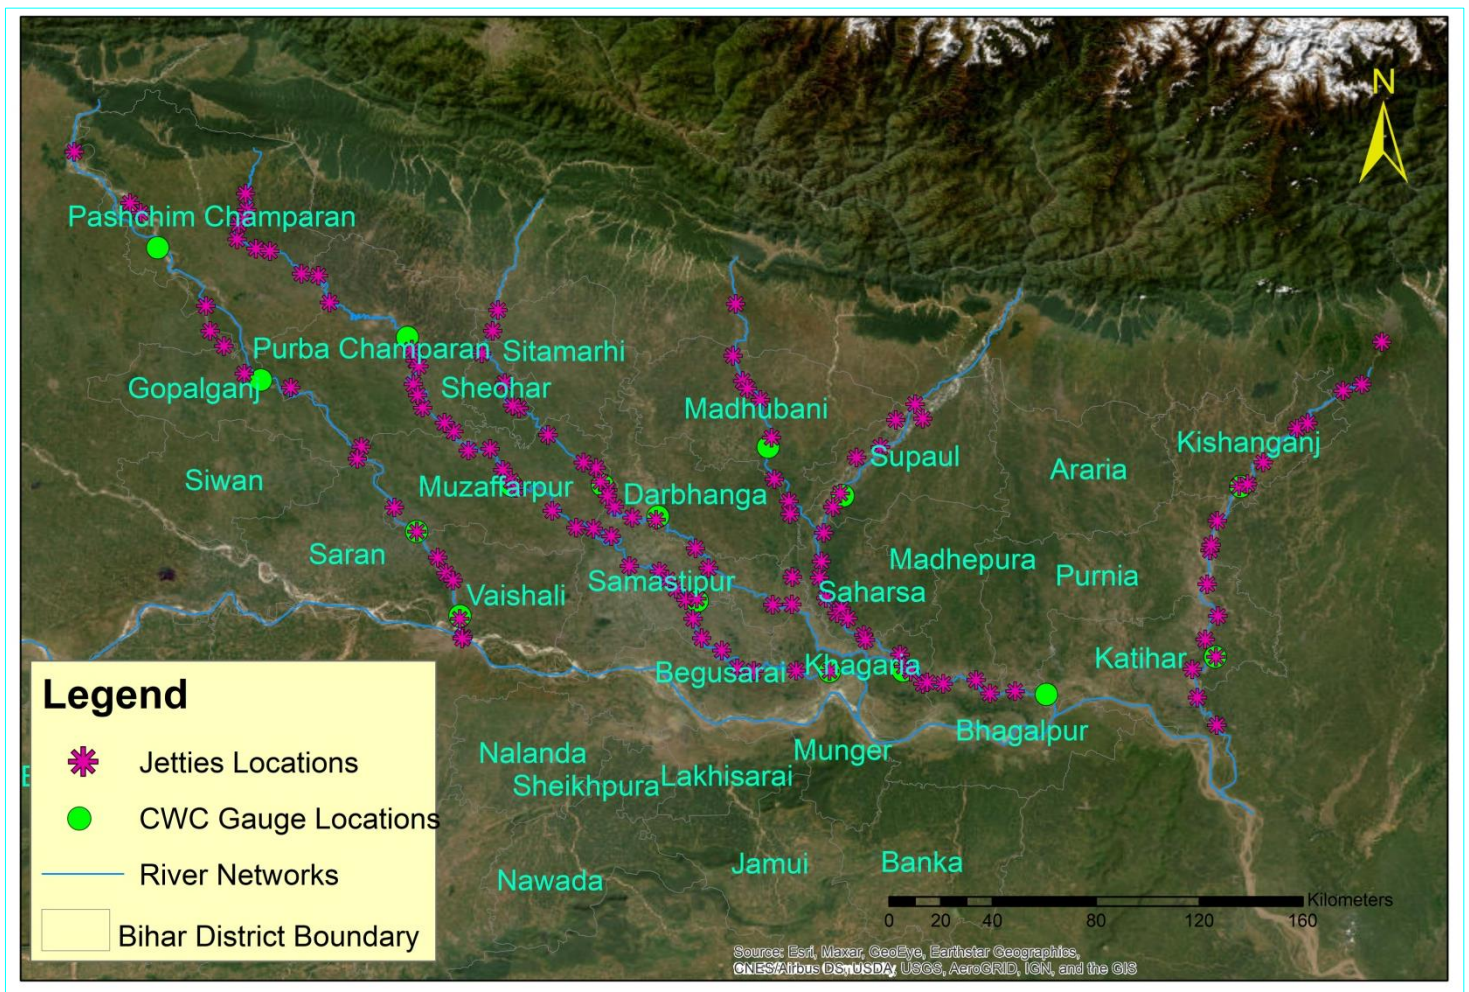 N
Pashchim Champaran
Purba Champaran
Sitamarhi
Gopalganj
Sheohar
Madhubani
Kishanganj
Supaul
Araria
Siwan
Muzaffarpur
Darbhanga
Saran
Madhepura
Purnia
Vaishali
Samastipur
Saharsa
Begusarai
Khagaria
Katihar
Bhagalpur
Nalanda
Munger
Sheikhpura
Lakhisarai
Jamui
Banka
Nawada
Legend
Jetties Locations
CWC Gauge Locations
River Networks
Bihar District Boundary
Kilometers
0 20 40 80 120 160
Source: Esri, Maxar, GeoEye, Earthstar Geographics,
CNES/Airbus DS, USDA, USGS, AeroGRID, IGN, and the GIS